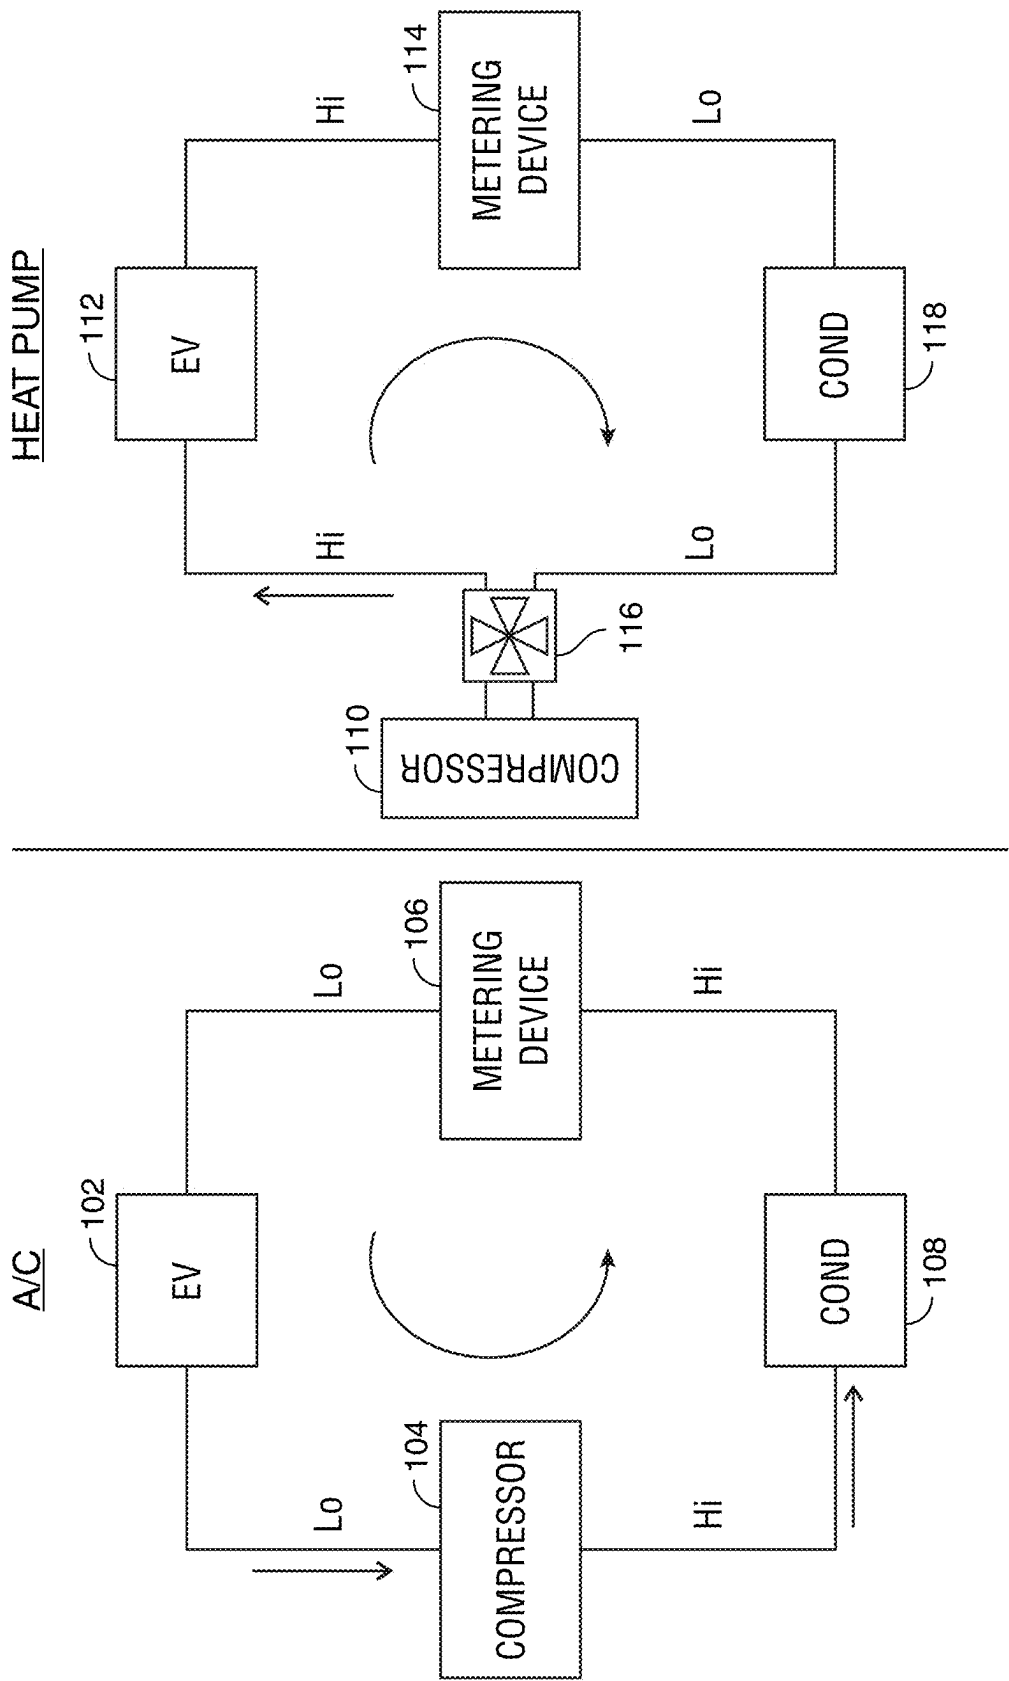 A/C
102
EV
Lo
Lo
104
COMPRESSOR
106
METERING
DEVICE
Hi
Hi
COND
108
HEAT PUMP
112
EV
Hi
Hi
110
COMPRESSOR
116
114
METERING
DEVICE
Lo
Lo
COND
118